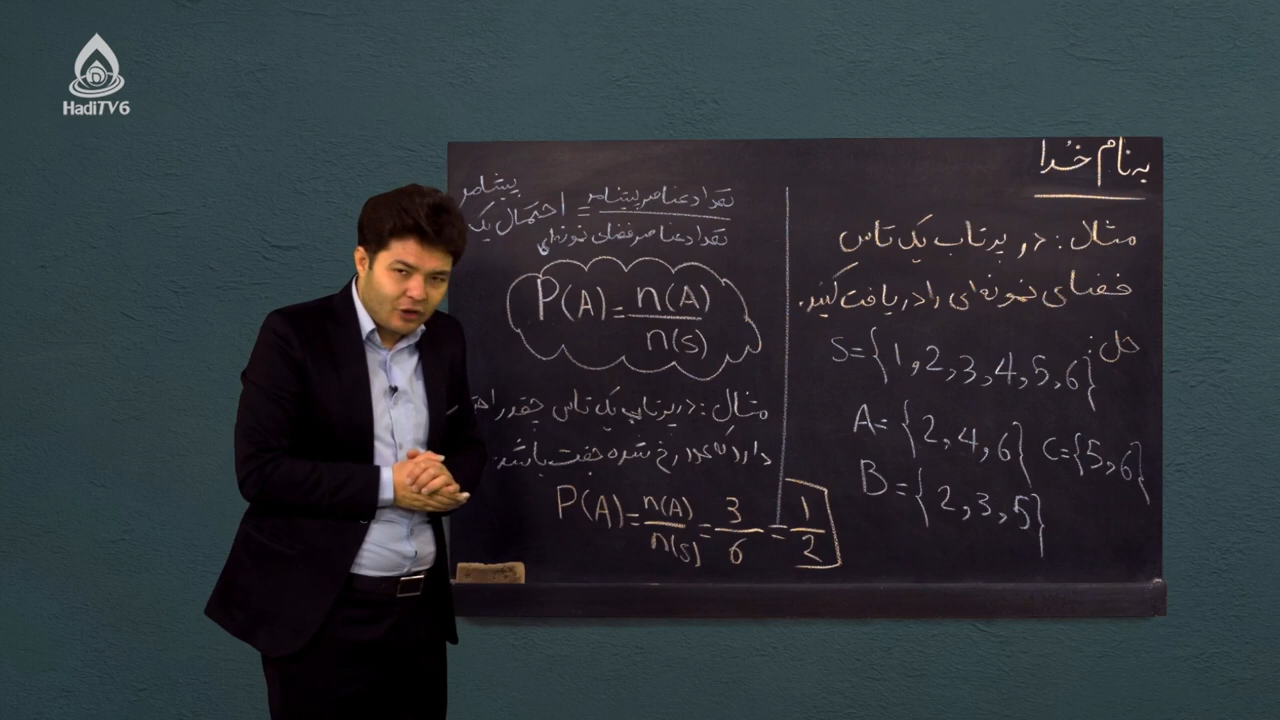 HadiTV6
به نام خدا
مثال: در پرتاب یک تاس
فضای نمونه‌ای را دریافت کنید.
حل:
S={1,2,3,4,5,6}
A={2,4,6} C={5,6}
B={2,3,5}
احتمال یک پیشامد = تعداد عناصر پیشامد
تعداد عناصر فضای نمونه‌ای
P(A)=n(A)/n(s)
مثال: در پرتاب یک تاس چقدر
دارد رخ شده جفت باشد.
P(A)=n(A)/n(s)=3/6=1/2